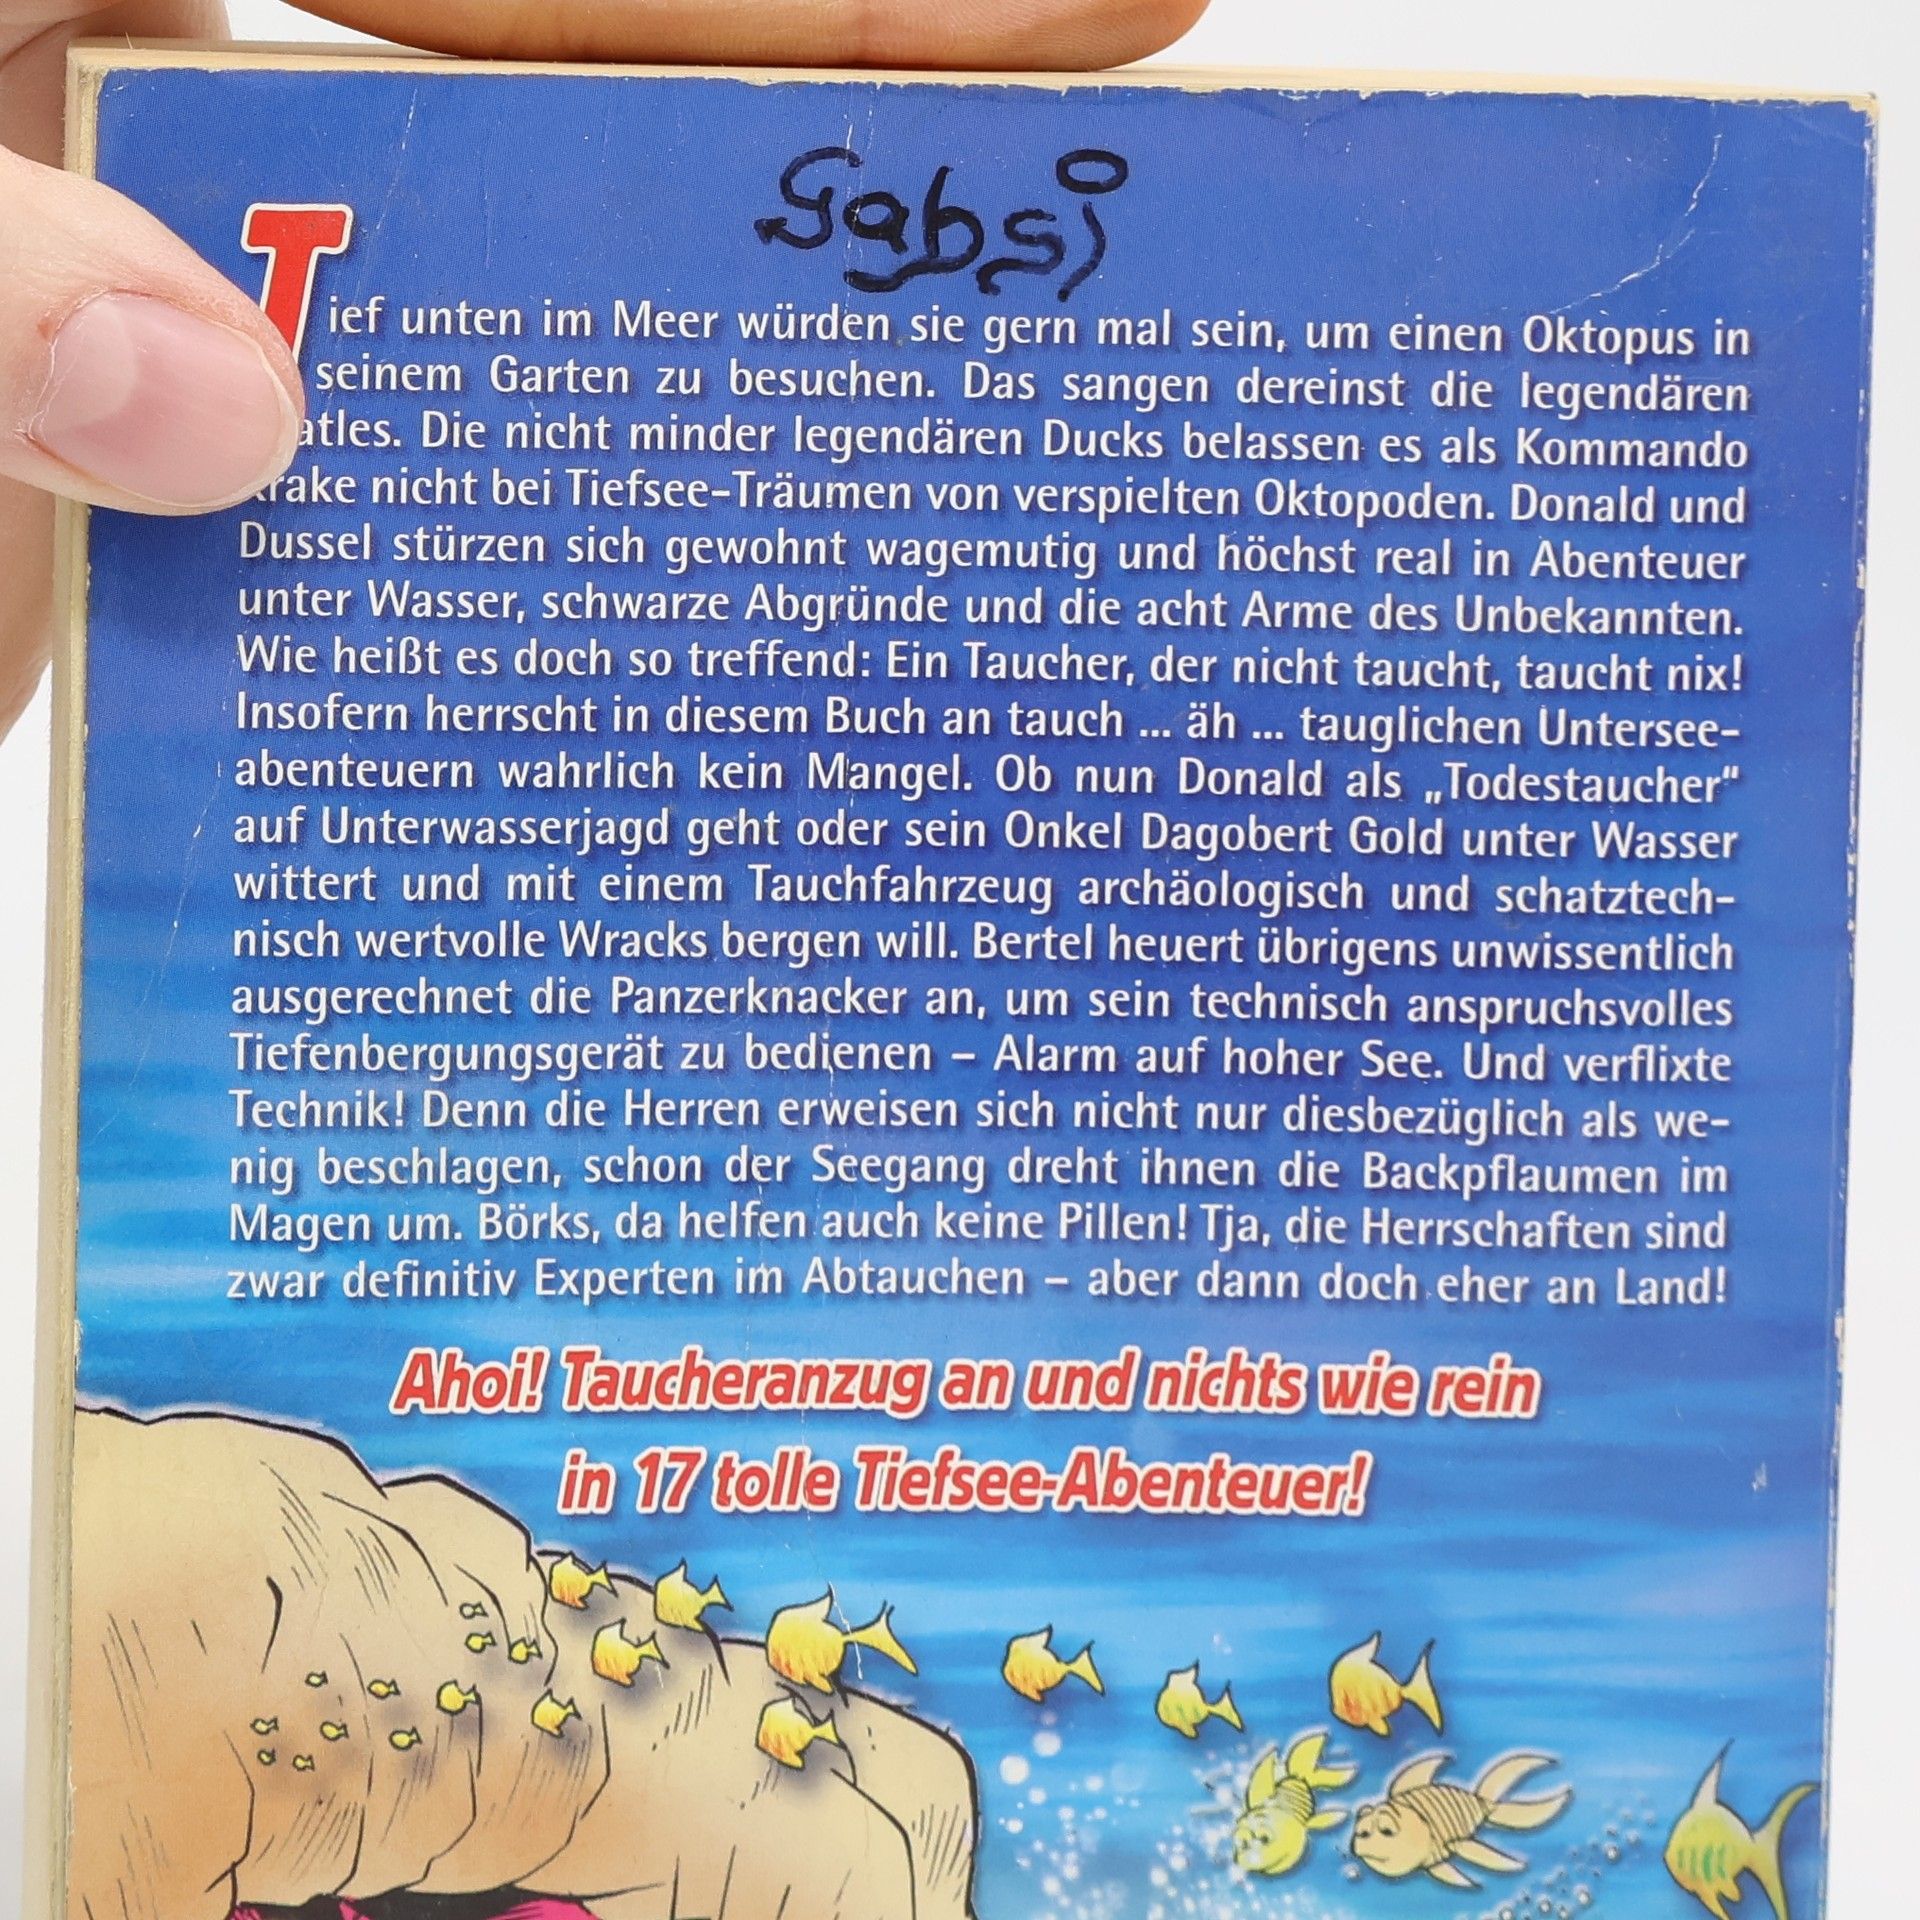 Gabsi
Tief unten im Meer würden sie gern mal sein, um einen Oktopus in
seinem Garten zu besuchen. Das sangen dereinst die legendären
atles. Die nicht minder legendären Ducks belassen es als Kommando
Krake nicht bei Tiefsee-Träumen von verspielten Oktopoden. Donald und
Dussel stürzen sich gewohnt wagemutig und höchst real in Abenteuer
unter Wasser, schwarze Abgründe und die acht Arme des Unbekannten.
Wie heißt es doch so treffend: Ein Taucher, der nicht taucht, taucht nix!
Insofern herrscht in diesem Buch an tauch ... äh ... tauglichen Untersee-
abenteuern wahrlich kein Mangel. Ob nun Donald als „Todestaucher“
auf Unterwasserjagd geht oder sein Onkel Dagobert Gold unter Wasser
wittert und mit einem Tauchfahrzeug archäologisch und schatztech-
nisch wertvolle Wracks bergen will. Bertel heuert übrigens unwissentlich
ausgerechnet die Panzerknacker an, um sein technisch anspruchsvolles
Tiefenbergungsgerät zu bedienen – Alarm auf hoher See. Und verflixte
Technik! Denn die Herren erweisen sich nicht nur diesbezüglich als we-
nig beschlagen, schon der Seegang dreht ihnen die Backpflaumen im
Magen um. Börks, da helfen auch keine Pillen! Tja, die Herrschaften sind
zwar definitiv Experten im Abtauchen – aber dann doch eher an Land!
Ahoi! Taucheranzug an und nichts wie rein
in 17 tolle Tiefsee-Abenteuer!